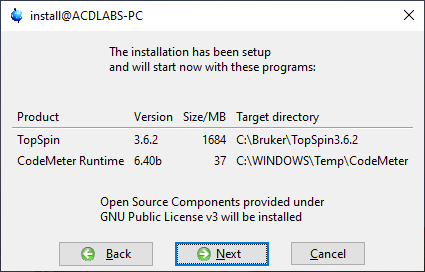 install@ACDLABS-PC
The installation has been setup
and will start now with these programs:
Product Version Size/MB Target directory
TopSpin 3.6.2 1684 C:\Bruker\TopSpin3.6.2
CodeMeter Runtime 6.40b 37 C:\WINDOWS\Temp\CodeMeter
Open Source Components provided under
GNU Public License v3 will be installed
Back Next Cancel